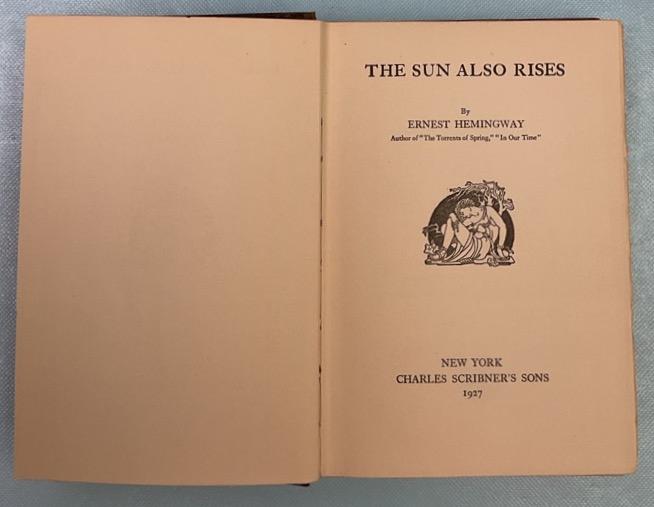 THE SUN ALSO RISES
By
ERNEST HEMINGWAY
Author of "The Torrents of Spring," "In Our Time"
NEW YORK
CHARLES SCRIBNER'S SONS
1927